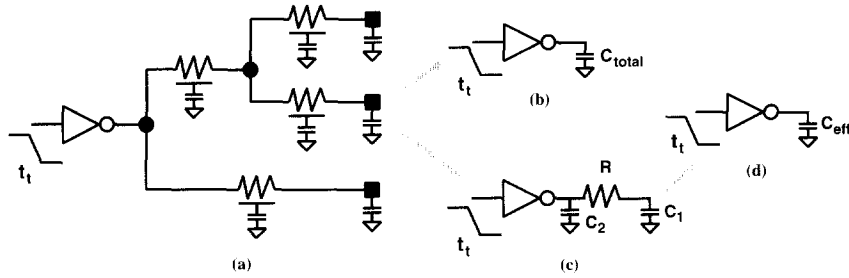 t_t
(a)
t_t
C_total
(b)
t_t
R
C_2
C_1
(c)
t_t
C_eff
(d)